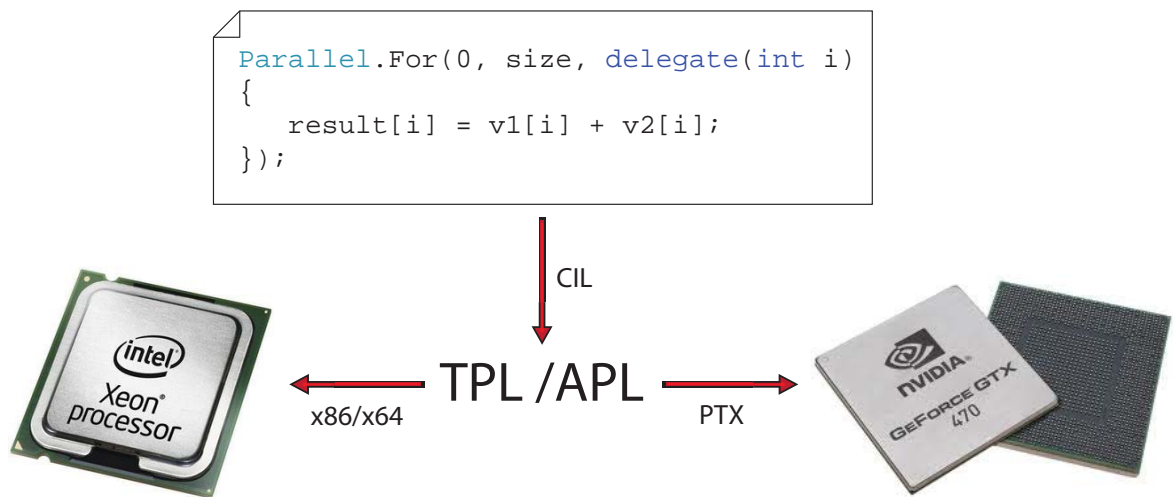 Parallel.For(0, size, delegate(int i)
{
   result[i] = v1[i] + v2[i];
});
CIL
TPL /APL
x86/x64
PTX
intel
Xeon®
processor
NVIDIA.
GEFORCE GTX
470